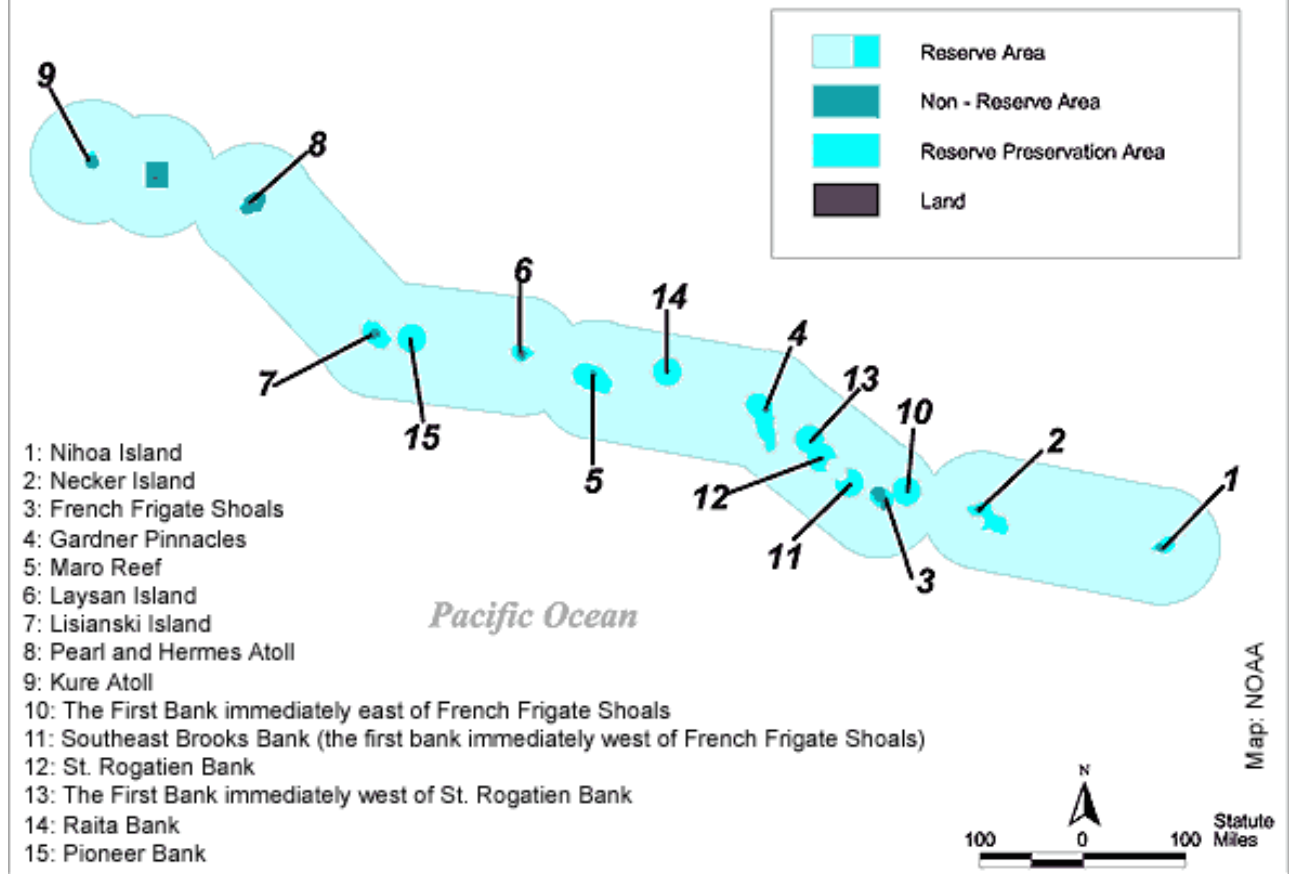 Reserve Area
Non - Reserve Area
Reserve Preservation Area
Land
9
8
6
14
4
13
10
2
1
7
15
5
12
11
3
1: Nihoa Island
2: Necker Island
3: French Frigate Shoals
4: Gardner Pinnacles
5: Maro Reef
6: Laysan Island
7: Lisianski Island
8: Pearl and Hermes Atoll
9: Kure Atoll
10: The First Bank immediately east of French Frigate Shoals
11: Southeast Brooks Bank (the first bank immediately west of French Frigate Shoals)
12: St. Rogatien Bank
13: The First Bank immediately west of St. Rogatien Bank
14: Raita Bank
15: Pioneer Bank
Pacific Ocean
Map: NOAA
N
100 0 100 Statute
Miles